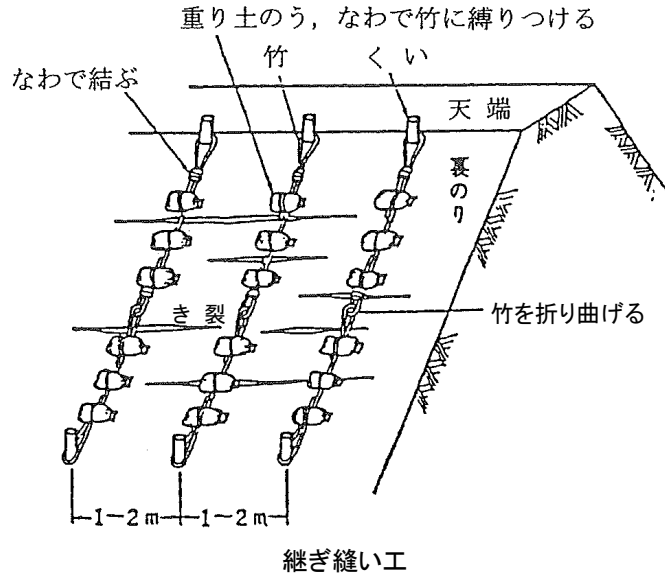 重り土のう，なわで竹に縛りつける
竹
くい
なわで結ぶ
天端
裏のり
き裂
竹を折り曲げる
1~2m
1~2m
継ぎ縫い工